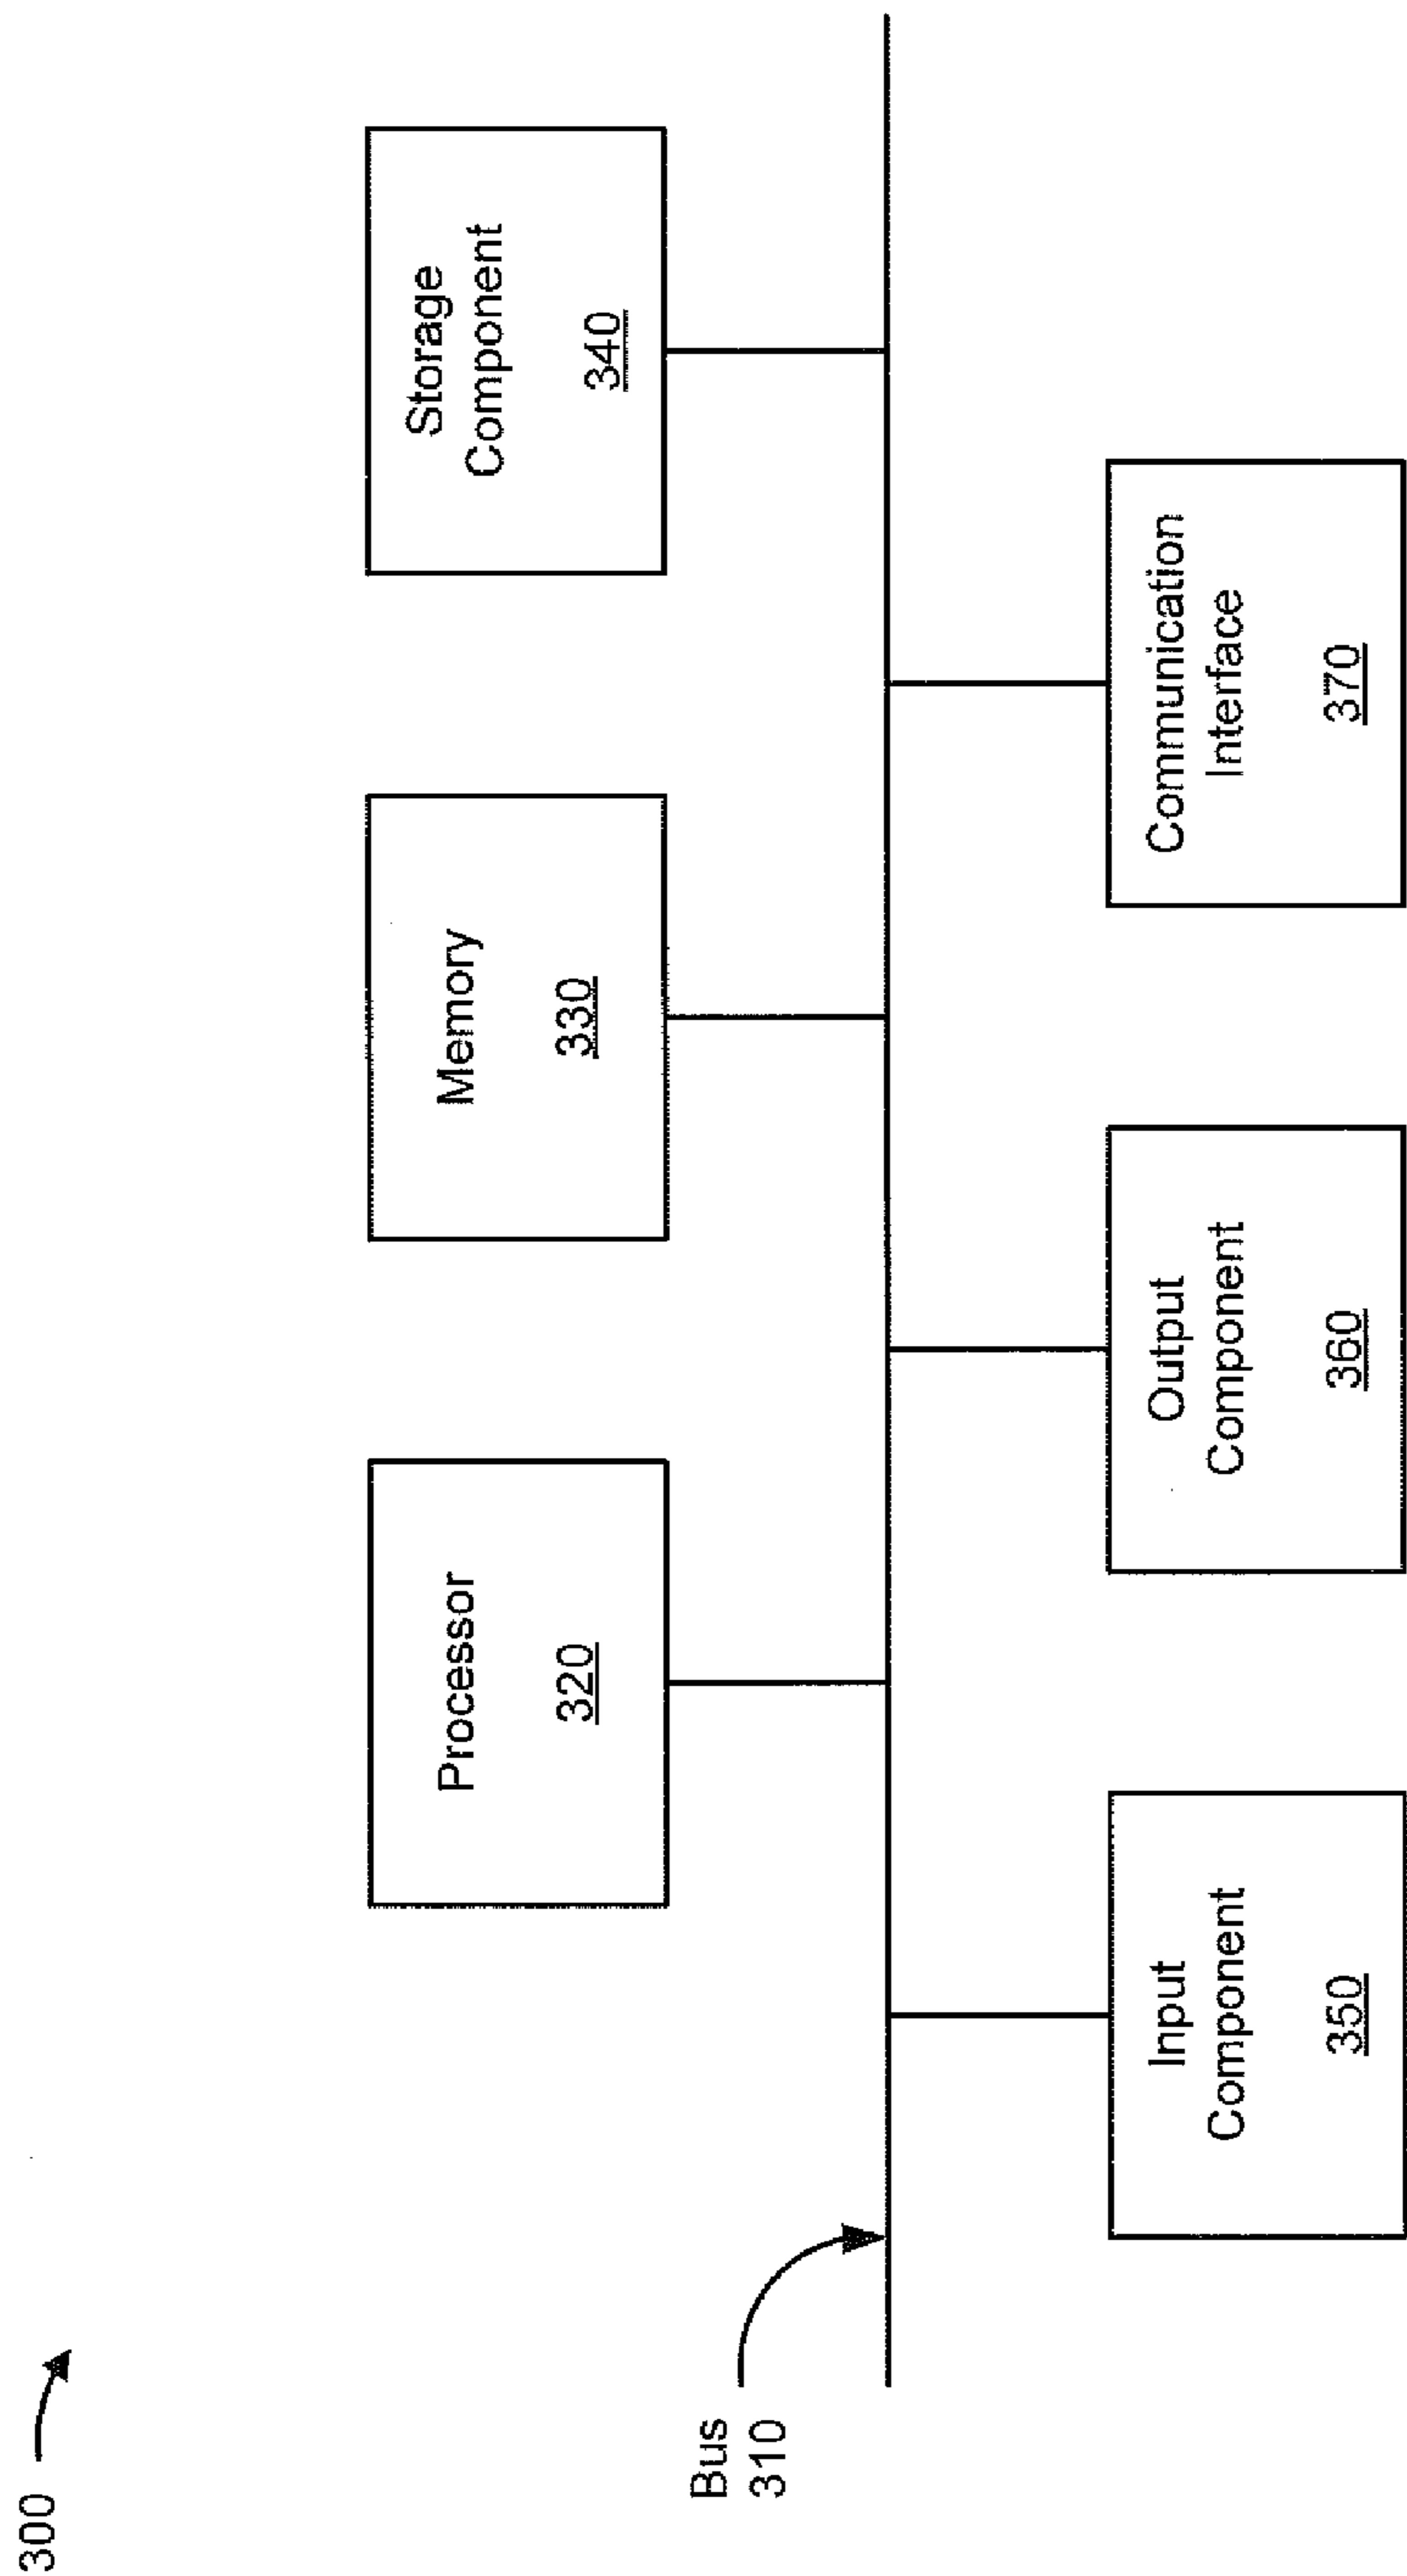 300
Bus
310
Processor
320
Memory
330
Storage
Component
340
Input
Component
350
Output
Component
360
Communication
Interface
370